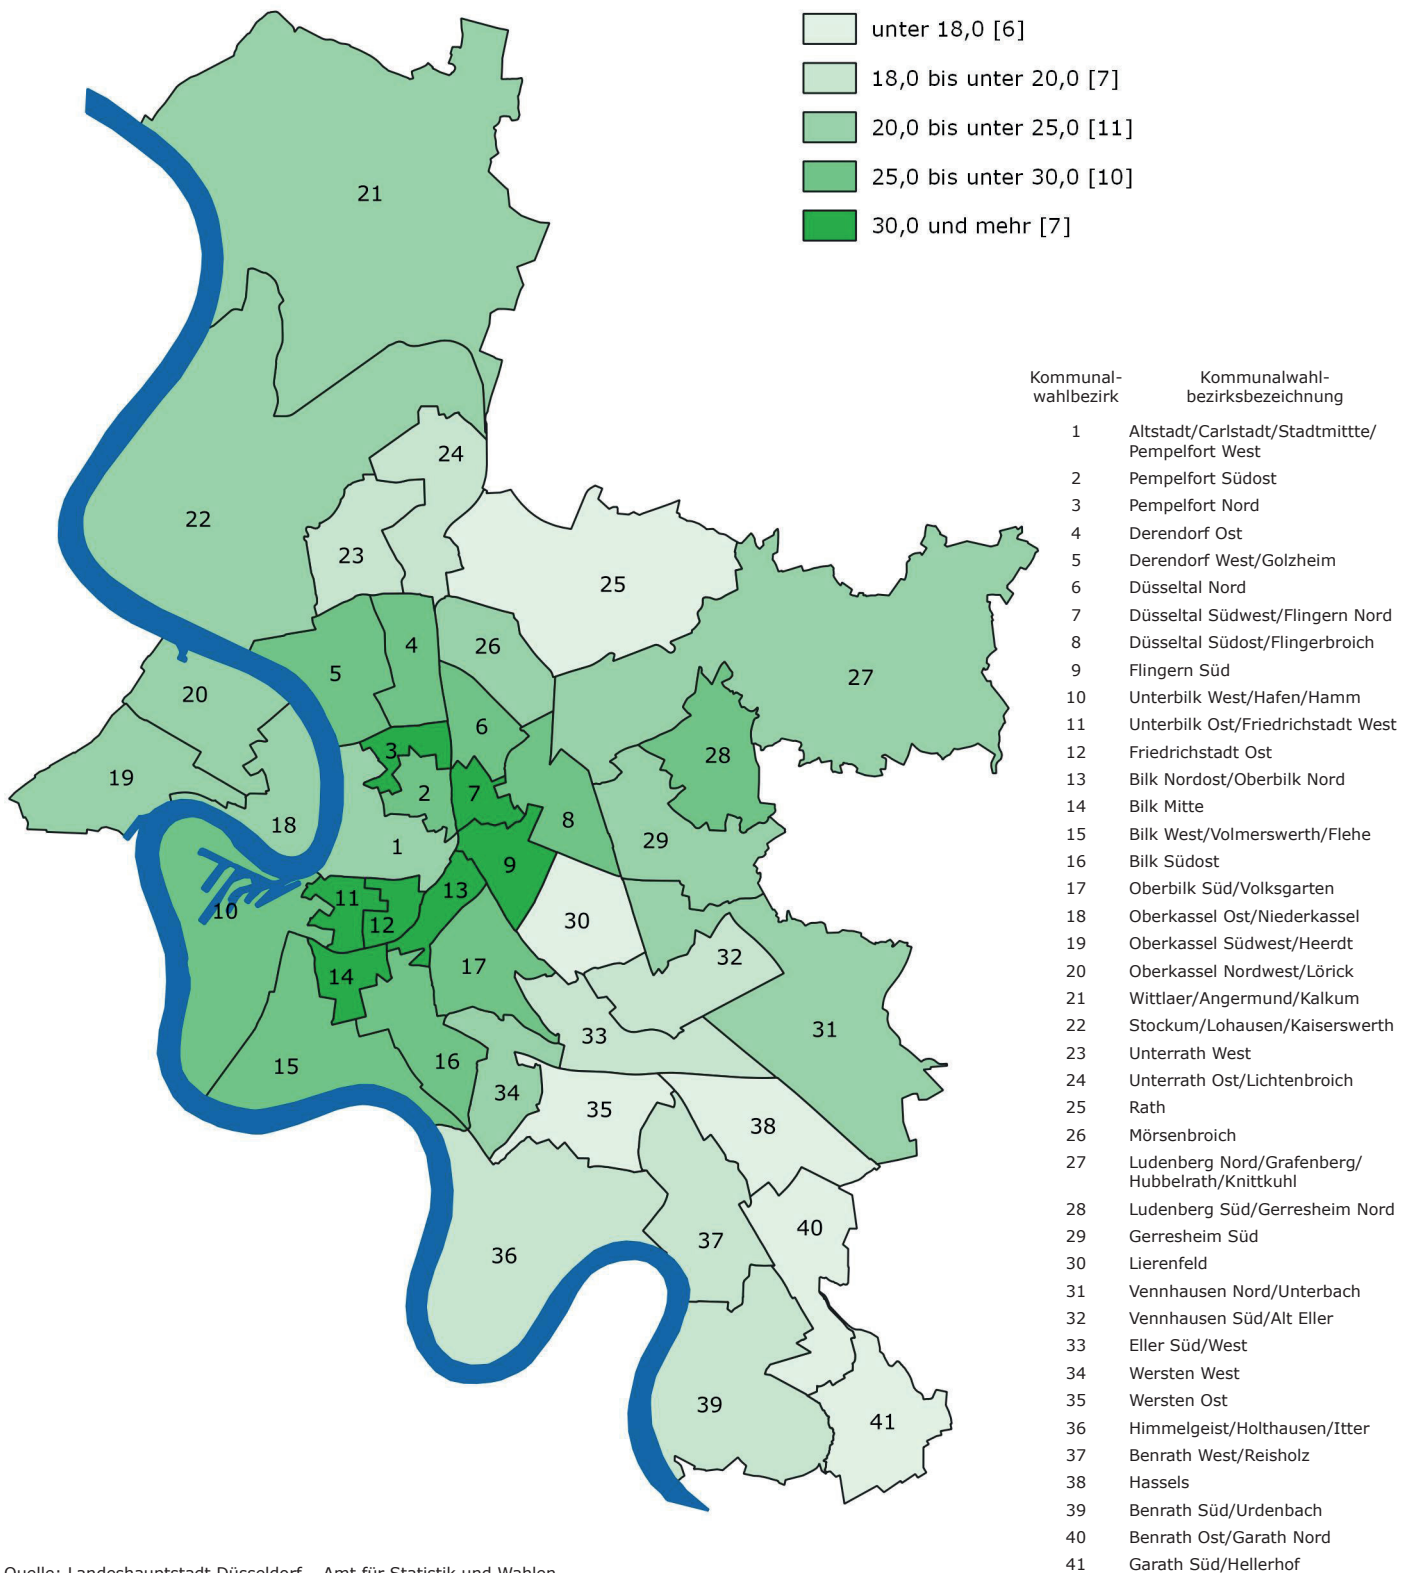 unter 18,0 [6]
18,0 bis unter 20,0 [7]
20,0 bis unter 25,0 [11]
25,0 bis unter 30,0 [10]
30,0 und mehr [7]
21
22
24
23
25
26
27
4
5
20
6
28
3
19
7
2
8
18
29
1
9
13
11
10
12
30
17
14
32
31
33
16
15
34
35
38
37
40
36
39
41
Kommunal-
wahlbezirk
Kommunalwahl-
bezirksbezeichnung
1 Altstadt/Carlstadt/Stadtmittte/
Pempelfort West
2 Pempelfort Südost
3 Pempelfort Nord
4 Derendorf Ost
5 Derendorf West/Golzheim
6 Düsseltal Nord
7 Düsseltal Südwest/Flingern Nord
8 Düsseltal Südost/Flingerbroich
9 Flingern Süd
10 Unterbilk West/Hafen/Hamm
11 Unterbilk Ost/Friedrichstadt West
12 Friedrichstadt Ost
13 Bilk Nordost/Oberbilk Nord
14 Bilk Mitte
15 Bilk West/Volmerswerth/Flehe
16 Bilk Südost
17 Oberbilk Süd/Volksgarten
18 Oberkassel Ost/Niederkassel
19 Oberkassel Südwest/Heerdt
20 Oberkassel Nordwest/Lörick
21 Wittlaer/Angermund/Kalkum
22 Stockum/Lohausen/Kaiserswerth
23 Unterrath West
24 Unterrath Ost/Lichtenbroich
25 Rath
26 Mörsenbroich
27 Ludenberg Nord/Grafenberg/
Hubbelrath/Knittkuhl
28 Ludenberg Süd/Gerresheim Nord
29 Gerresheim Süd
30 Lierenfeld
31 Vennhausen Nord/Unterbach
32 Vennhausen Süd/Alt Eller
33 Eller Süd/West
34 Wersten West
35 Wersten Ost
36 Himmelgeist/Holthausen/Itter
37 Benrath West/Reisholz
38 Hassels
39 Benrath Süd/Urdenbach
40 Benrath Ost/Garath Nord
41 Garath Süd/Hellerhof
Quelle: Landeshauptstadt Düsseldorf – Amt für Statistik und Wahlen